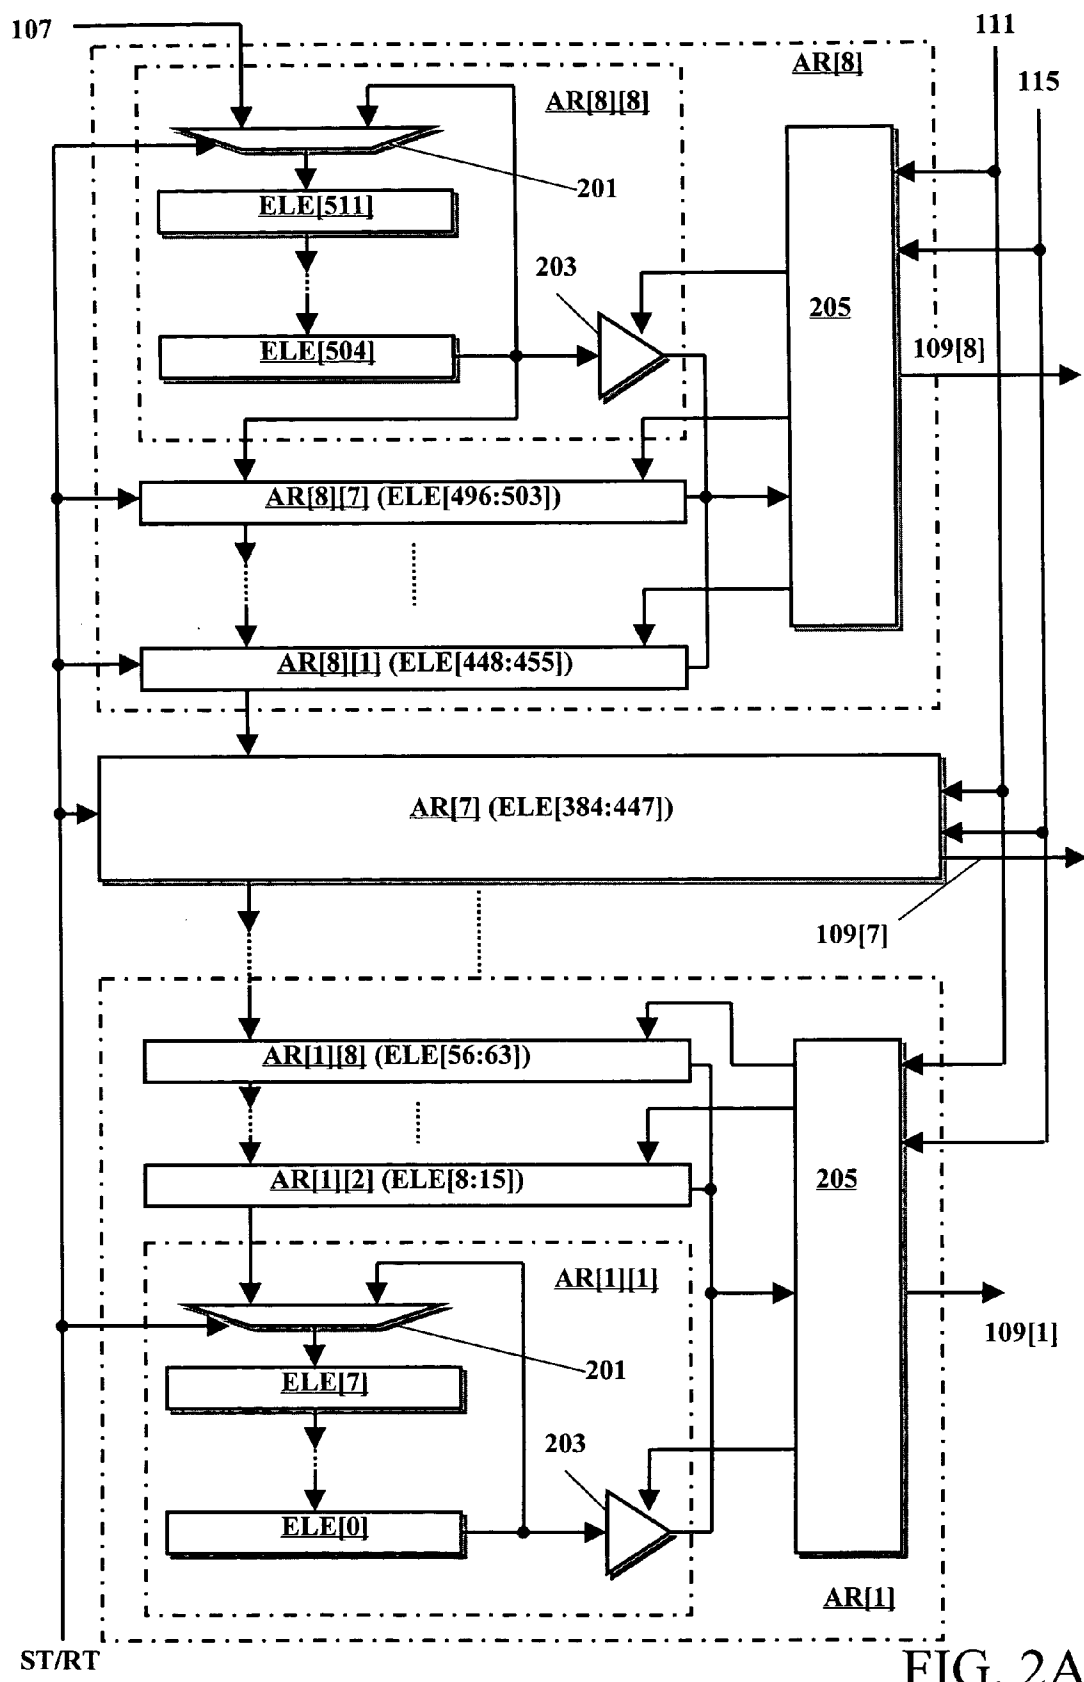 107
111
AR[8]
115
AR[8][8]
201
ELE[511]
203
205
ELE[504]
109[8]
AR[8][7] (ELE[496:503])
AR[8][1] (ELE[448:455])
AR[7] (ELE[384:447])
109[7]
AR[1][8] (ELE[56:63])
AR[1][2] (ELE[8:15])
205
AR[1][1]
109[1]
201
ELE[7]
203
ELE[0]
AR[1]
ST/RT
FIG. 2A